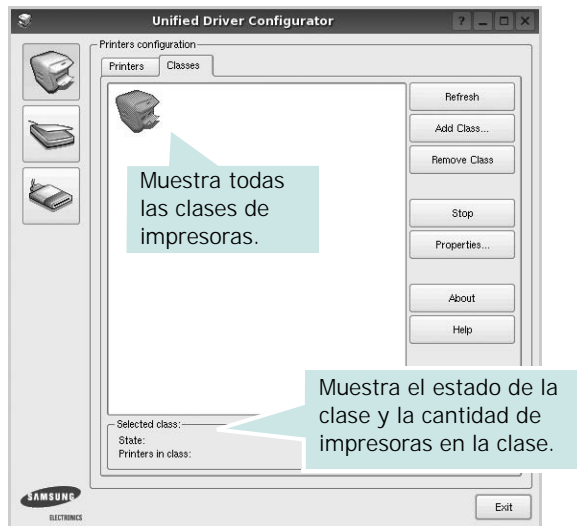 Unified Driver Configurator
Printers configuration
Printers
Classes
Refresh
Add Class...
Remove Class
Muestra todas
las clases de
impresoras.
Stop
Properties...
About
Help
Muestra el estado de la
clase y la cantidad de
impresoras en la clase.
Selected class:
State:
Printers in class:
SAMSUNG
ELECTRONICS
Exit